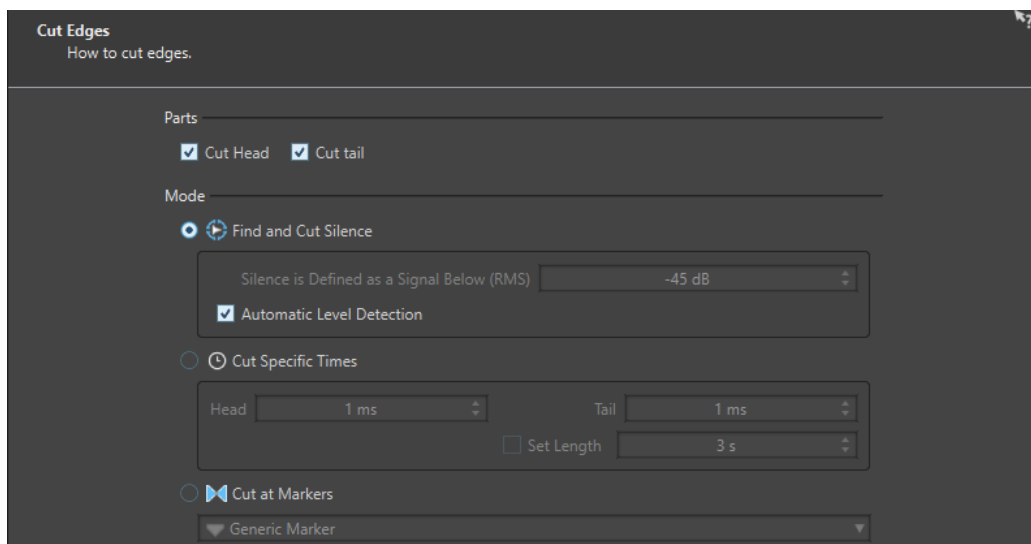 Cut Edges
How to cut edges.
Parts
Cut Head Cut tail
Mode
Find and Cut Silence
Silence is Defined as a Signal Below (RMS) -45 dB
Automatic Level Detection
Cut Specific Times
Head 1 ms Tail 1 ms
Set Length 3 s
Cut at Markers
Generic Marker